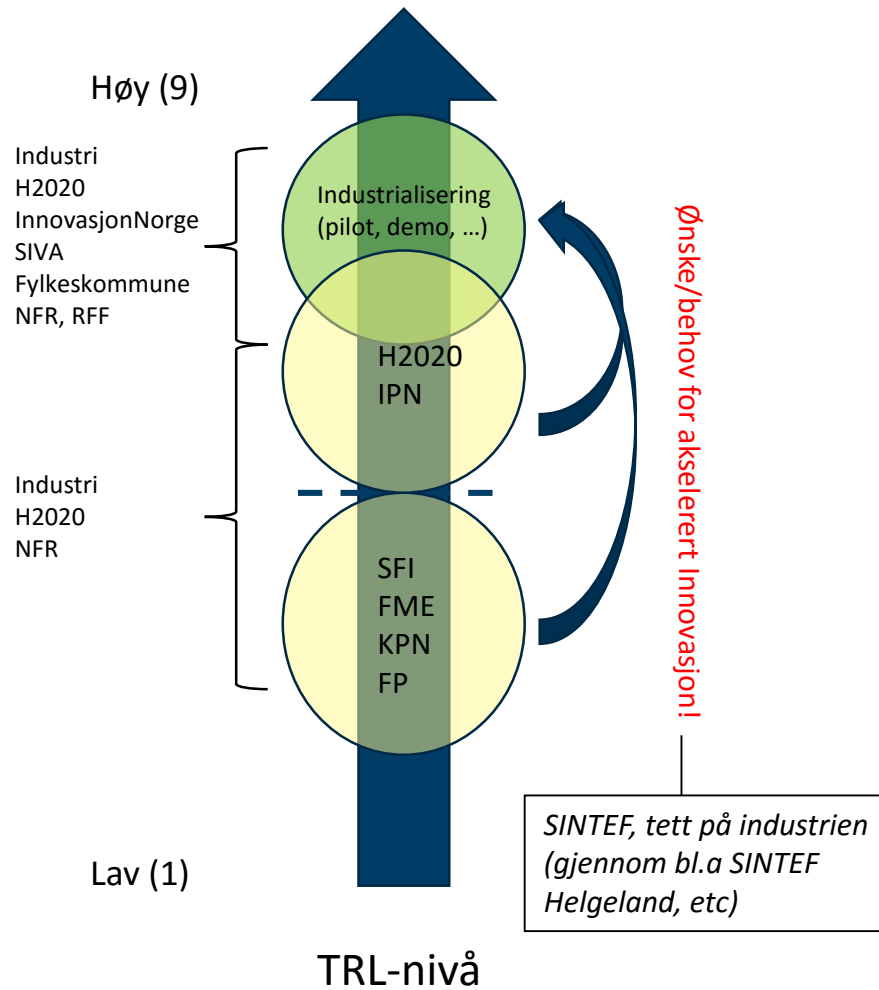 Høy (9)
Industri
H2020
InnovasjonNorge
SIVA
Fylkeskommune
NFR, RFF
Industrialisering
(pilot, demo, ...)
H2020
IPN
Industri
H2020
NFR
SFI
FME
KPN
FP
Ønske/behov for akselerert Innovasjon!
SINTEF, tett på industrien
(gjennom bl.a SINTEF
Helgeland, etc)
Lav (1)
TRL-nivå